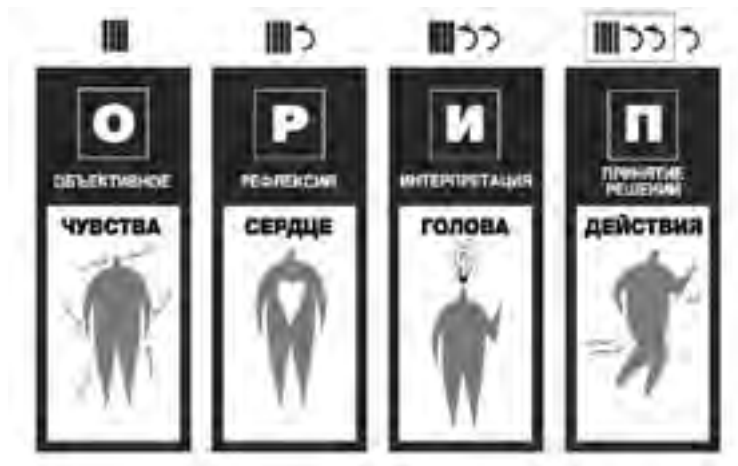 О
ОБЪЕКТИВНОЕ
ЧУВСТВА
Р
РЕФЛЕКСИЯ
СЕРДЦЕ
И
ИНТЕРПРЕТАЦИЯ
ГОЛОВА
П
ПРИНЯТИЕ
РЕШЕНИЙ
ДЕЙСТВИЯ